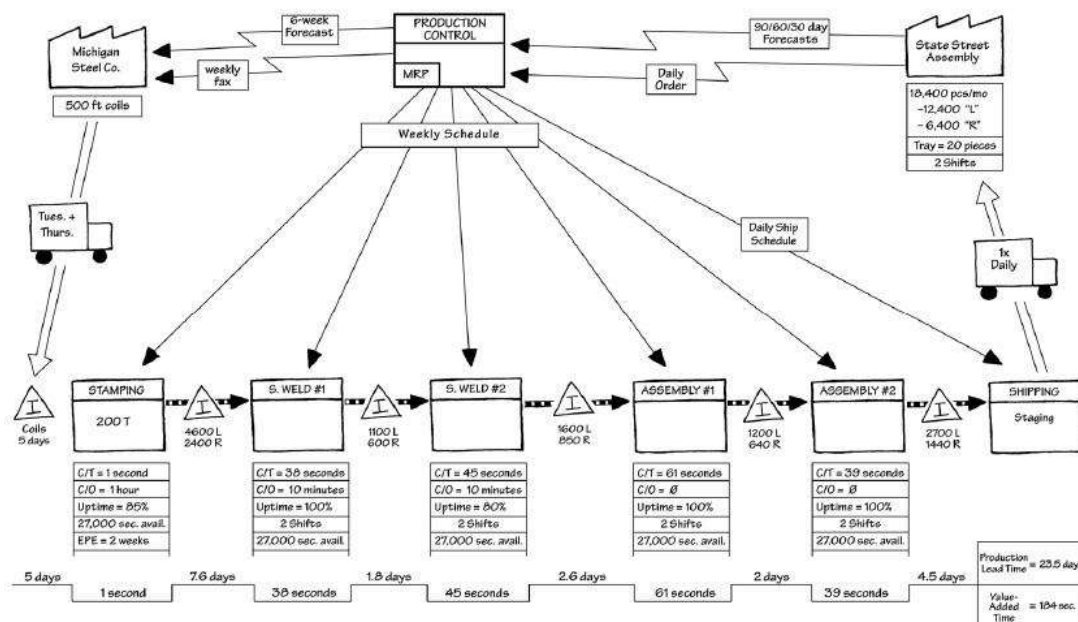 6-week
Forecast
PRODUCTION
CONTROL
MRP
90/60/30 day
Forecasts
Michigan
Steel Co.
weekly
fax
Daily
Order
State Street
Assembly
500 ft coils
18,400 pcs/mo
-12,400 "L"
- 6,400 "R"
Tray = 20 pieces
2 Shifts
Weekly Schedule
Tues. +
Thurs.
Daily Ship
Schedule
1x
Daily
I
Coils
5 days
STAMPING
200 T
I
4600 L
2400 R
S. WELD #1
I
1100 L
600 R
S. WELD #2
I
1600 L
850 R
ASSEMBLY #1
I
1200 L
640 R
ASSEMBLY #2
I
2700 L
1440 R
SHIPPING
Staging
C/T = 1 second
C/O = 1 hour
Uptime = 85%
27,000 sec. avail.
EPE = 2 weeks
C/T = 38 seconds
C/O = 10 minutes
Uptime = 100%
2 Shifts
27,000 sec. avail.
C/T = 45 seconds
C/O = 10 minutes
Uptime = 80%
2 Shifts
27,000 sec. avail.
C/T = 61 seconds
C/O = Ø
Uptime = 100%
2 Shifts
27,000 sec. avail.
C/T = 39 seconds
C/O = Ø
Uptime = 100%
2 Shifts
27,000 sec. avail.
5 days
1 second
7.6 days
38 seconds
1.8 days
45 seconds
2.6 days
61 seconds
2 days
39 seconds
4.5 days
Production
Lead Time = 23.5 day
Value-
Added = 184 sec.
Time